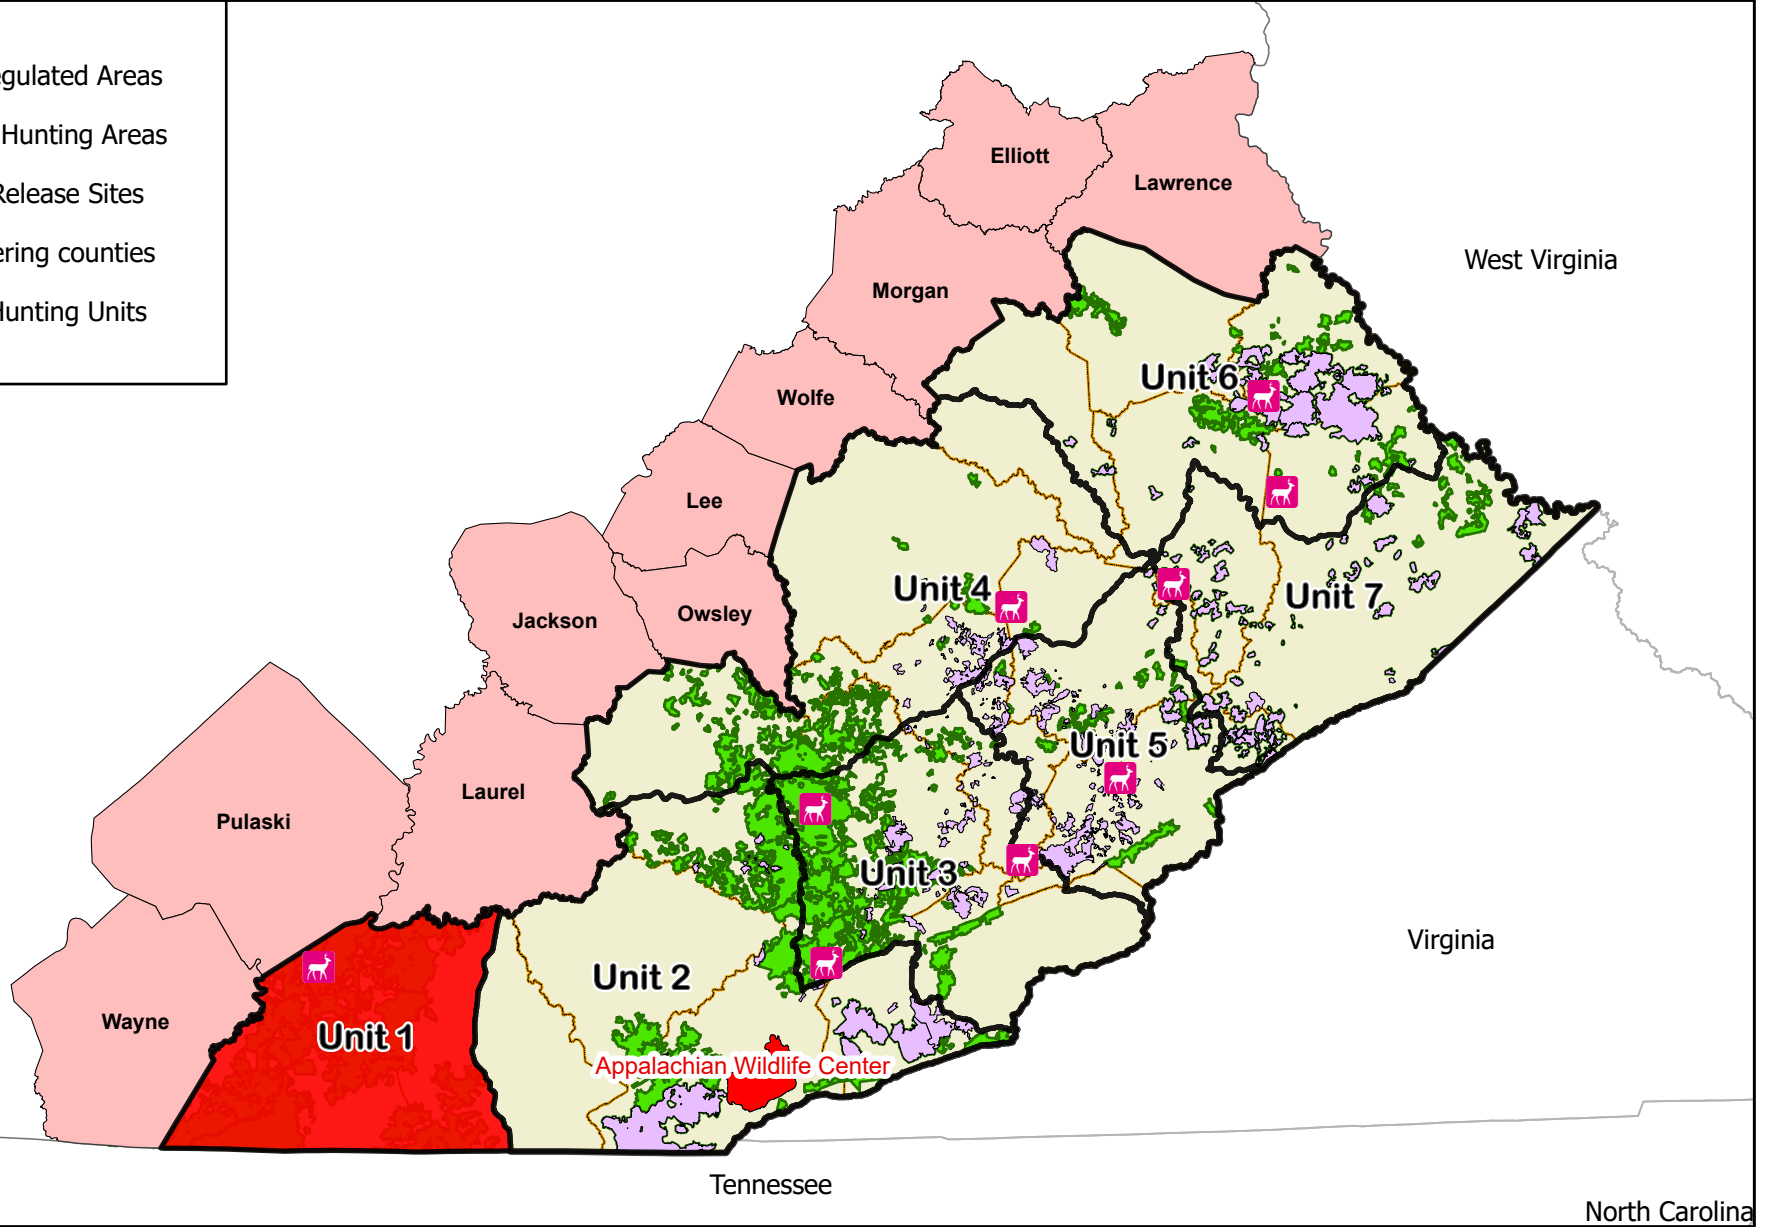 Areas
Hunting Areas
Release Sites
counties
Hunting Units
Elliott
Lawrence
West Virginia
Morgan
Unit 6
Wolfe
Lee
Unit 4
Unit 7
Jackson
Owsley
Unit 5
Laurel
Pulaski
Unit 3
Virginia
Unit 2
Wayne
Unit 1
Appalachian Wildlife Center
Tennessee
North Carolina